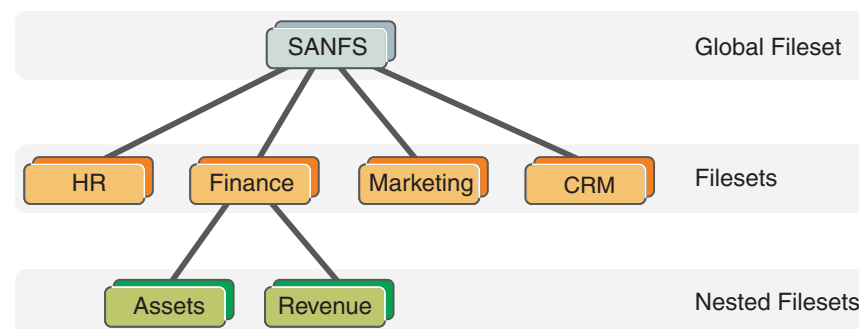 SANFS
Global Fileset
HR
Finance
Marketing
CRM
Filesets
Assets
Revenue
Nested Filesets